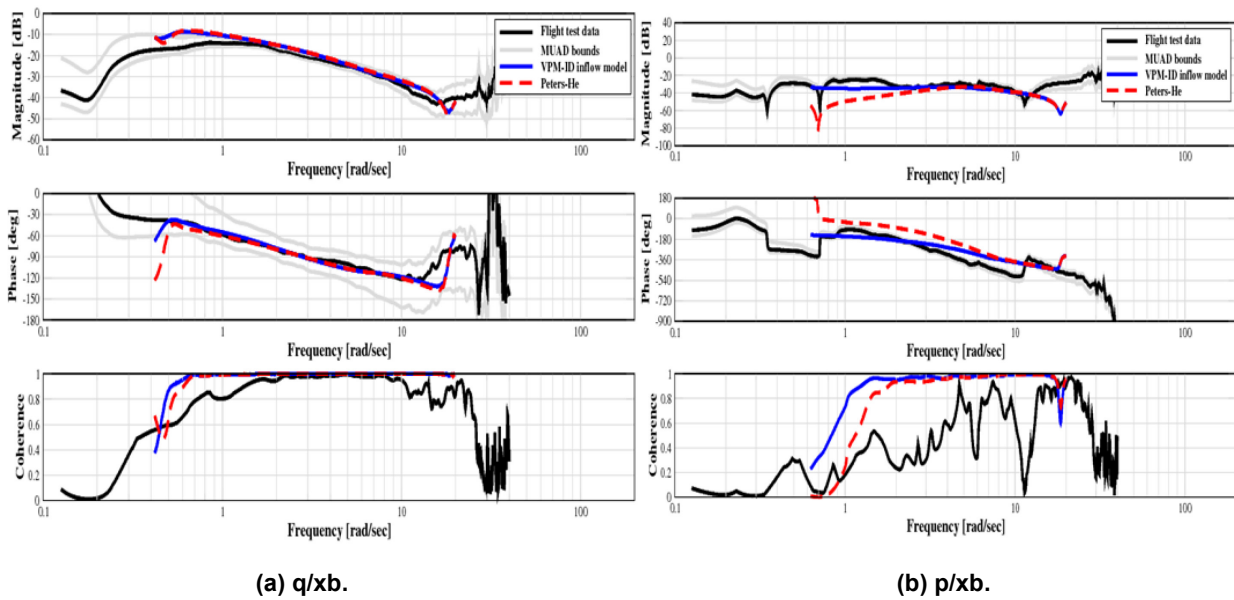 Magnitude [dB]
0
-10
-20
-30
-40
-50
-60
0.1
1
10
100
Frequency [rad/sec]
Flight test data
MUAD bounds
VPM-ID inflow model
Peters-He
Phase [deg]
0
-30
-60
-90
-120
-150
-180
0.1
1
10
100
Frequency [rad/sec]
Coherence
1
0.8
0.6
0.4
0.2
0
0.1
1
10
100
Frequency [rad/sec]
(a) q/xb.
Magnitude [dB]
40
20
0
-20
-40
-60
-80
-100
0.1
1
10
100
Frequency [rad/sec]
Flight test data
MUAD bounds
VPM-ID inflow model
Peters-He
Phase [deg]
180
0
-180
-360
-540
-720
-900
0.1
1
10
100
Frequency [rad/sec]
Coherence
1
0.8
0.6
0.4
0.2
0
0.1
1
10
100
Frequency [rad/sec]
(b) p/xb.